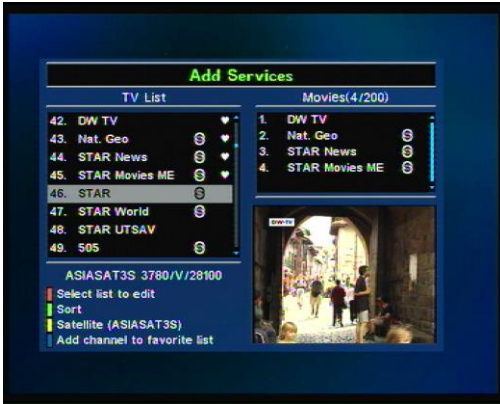 Add Services
TV List
42. DW TV
43. Nat. Geo
44. STAR News
45. STAR Movies ME
46. STAR
47. STAR World
48. STAR UTSAV
49. 505
ASIASAT3S 3780/V/28100
Select list to edit
Sort
Satellite (ASIASAT3S)
Add channel to favorite list
Movies(4/200)
1. DW TV
2. Nat. Geo
3. STAR News
4. STAR Movies ME
DW-TV